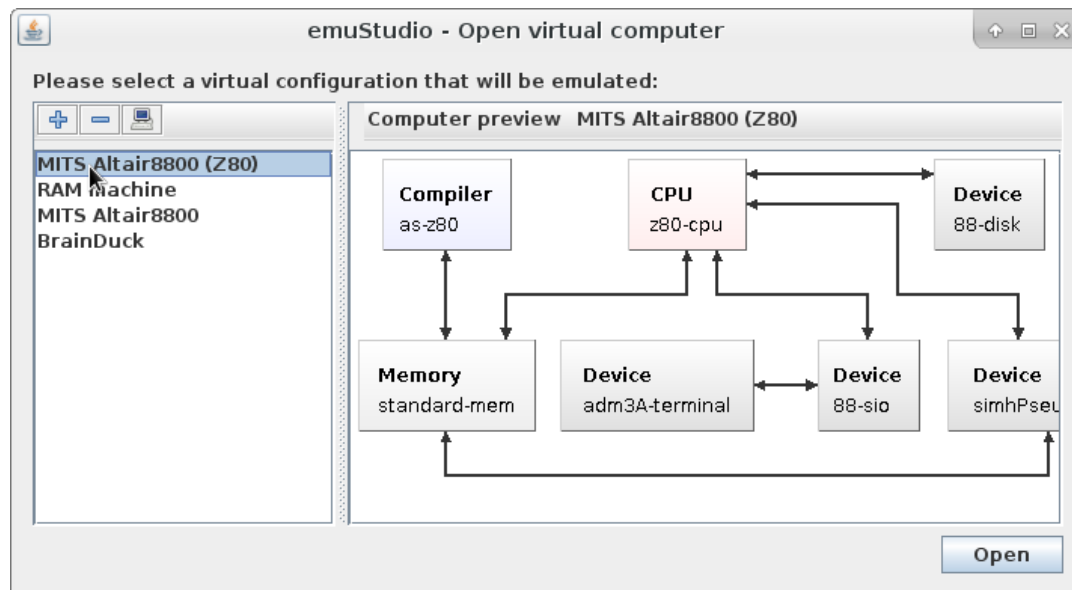 emuStudio - Open virtual computer
Please select a virtual configuration that will be emulated:
Computer preview MITS Altair8800 (Z80)
MITS Altair8800 (Z80)
RAM machine
MITS Altair8800
BrainDuck
Compiler
as-z80
CPU
z80-cpu
Device
88-disk
Memory
standard-mem
Device
adm3A-terminal
Device
88-sio
Device
simhPseu
Open